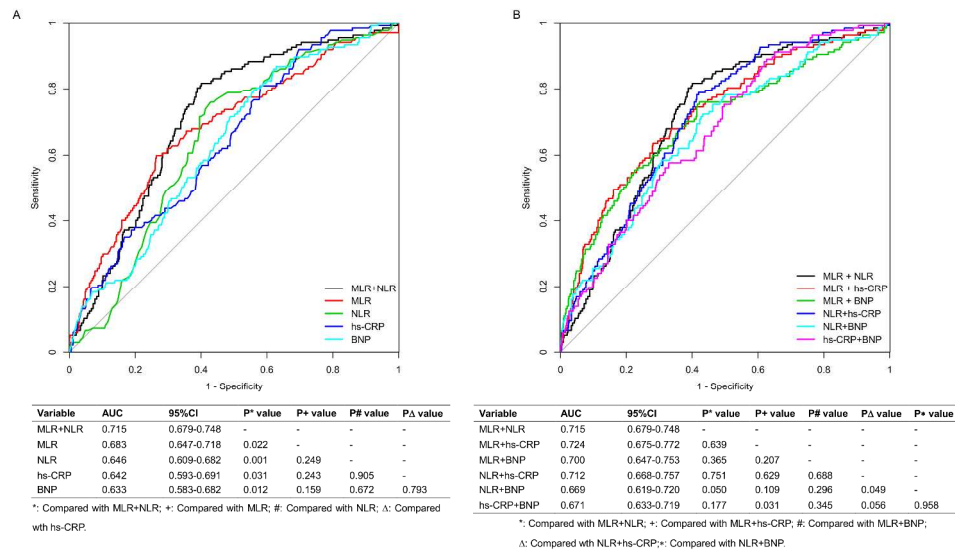 A
B
Sensitivity
1
0.8
0.6
0.4
0.2
0
MLR+NLR
MLR
NLR
hs-CRP
BNP
0 0.2 0.4 0.6 0.8 1
1 - Specificity
Sensitivity
1
0.8
0.6
0.4
0.2
0
MLR + NLR
MLR + hs-CRP
MLR + BNP
NLR+hs-CRP
NLR+BNP
hs-CRP+BNP
0 0.2 0.4 0.6 0.8 1
1 - Specificity
Variable AUC 95%CI P* value P+ value P# value PΔ value
MLR+NLR 0.715 0.679-0.748 - - - -
MLR 0.683 0.647-0.718 0.022 - - -
NLR 0.646 0.609-0.682 0.001 0.249 - -
hs-CRP 0.642 0.593-0.691 0.031 0.243 0.905 -
BNP 0.633 0.583-0.682 0.012 0.159 0.672 0.793
*: Compared with MLR+NLR; +: Compared with MLR; #: Compared with NLR; Δ: Compared
wth hs-CRP.
Variable AUC 95%CI P* value P+ value P# value PΔ value P∗ value
MLR+NLR 0.715 0.679-0.748 - - - - -
MLR+hs-CRP 0.724 0.675-0.772 0.639 - - - -
MLR+BNP 0.700 0.647-0.753 0.365 0.207 - - -
NLR+hs-CRP 0.712 0.668-0.757 0.751 0.629 0.688 - -
NLR+BNP 0.669 0.619-0.720 0.050 0.109 0.296 0.049 -
hs-CRP+BNP 0.671 0.633-0.719 0.177 0.031 0.345 0.056 0.958
*: Compared with MLR+NLR; +: Compared with MLR+hs-CRP; #: Compared with MLR+BNP;
Δ: Compared wth NLR+hs-CRP;∗: Compared with NLR+BNP.